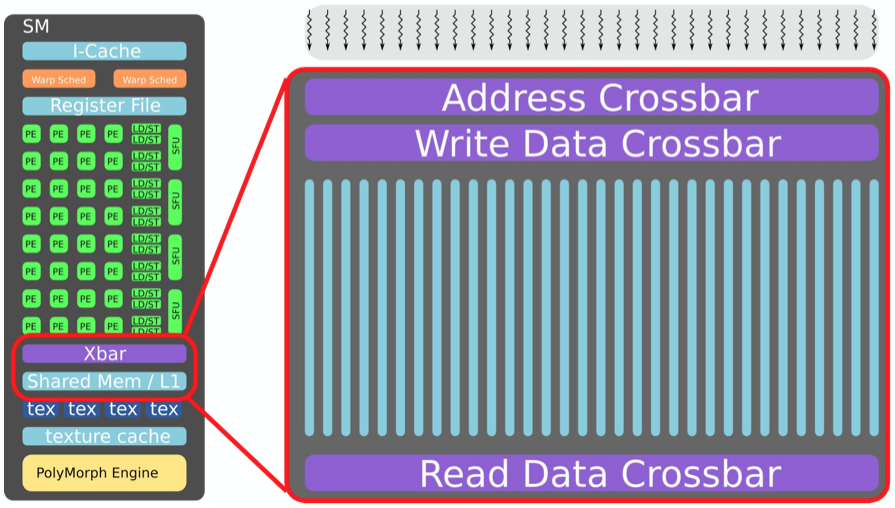 SM
I-Cache
Warp Sched Warp Sched
Register File
PE PE PE PE LD/ST
LD/ST
SFU
PE PE PE PE LD/ST
LD/ST
PE PE PE PE LD/ST
LD/ST
SFU
PE PE PE PE LD/ST
LD/ST
PE PE PE PE LD/ST
LD/ST
SFU
PE PE PE PE LD/ST
LD/ST
PE PE PE PE LD/ST
LD/ST
SFU
PE PE PE PE LD/ST
LD/ST
Xbar
Shared Mem / L1
tex tex tex tex
texture cache
PolyMorph Engine
Address Crossbar
Write Data Crossbar
Read Data Crossbar